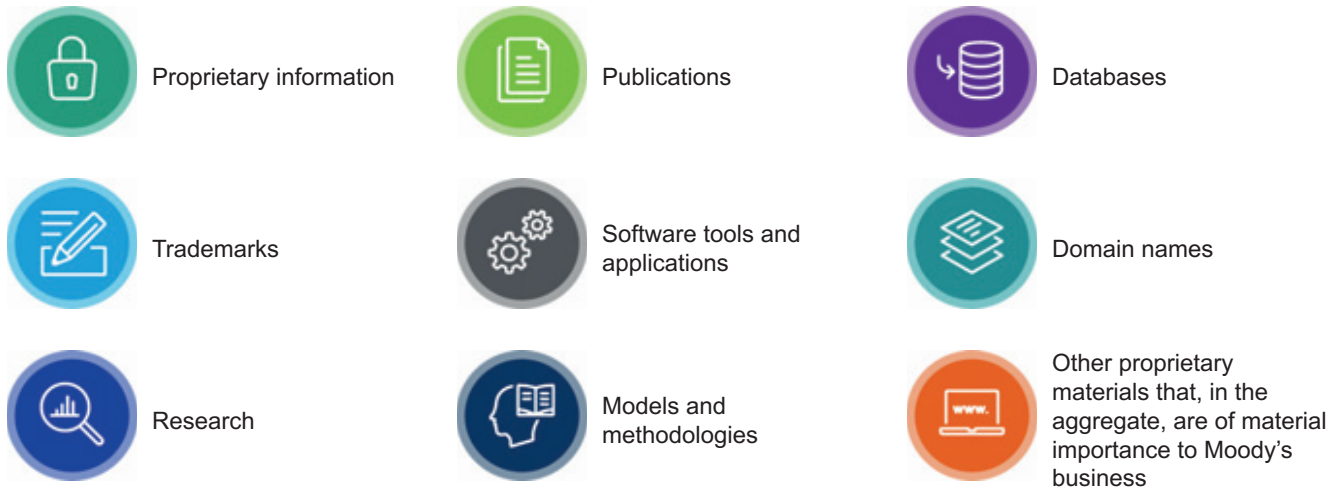 Proprietary information
Publications
Databases
Trademarks
Software tools and
applications
Domain names
Research
Models and
methodologies
www.
Other proprietary
materials that, in the
aggregate, are of material
importance to Moody’s
business